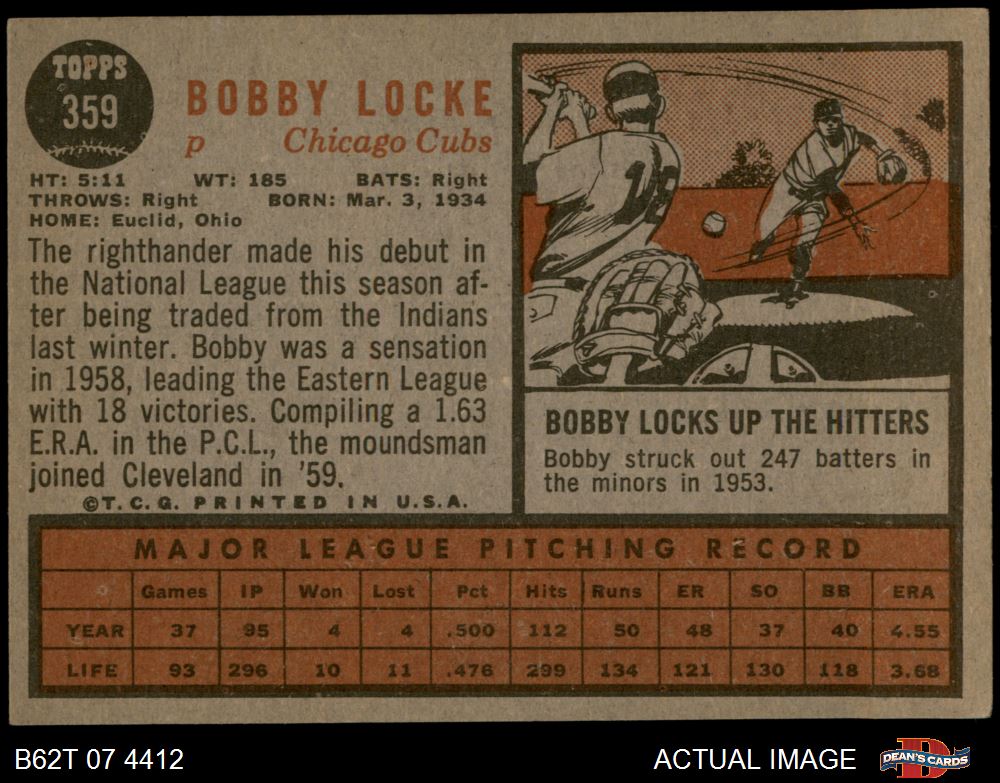 TOPPS
359
BOBBY LOCKE
p Chicago Cubs
HT: 5:11 WT: 185 BATS: Right
THROWS: Right BORN: Mar. 3, 1934
HOME: Euclid, Ohio
The righthander made his debut in
the National League this season af-
ter being traded from the Indians
last winter. Bobby was a sensation
in 1958, leading the Eastern League
with 18 victories. Compiling a 1.63
E.R.A. in the P.C.L., the moundsman
joined Cleveland in '59.
©T.C.G. PRINTED IN U.S.A.
18
BOBBY LOCKS UP THE HITTERS
Bobby struck out 247 batters in
the minors in 1953.
MAJOR LEAGUE PITCHING RECORD
Games IP Won Lost Pct Hits Runs ER SO BB ERA
YEAR 37 95 4 4 .500 112 50 48 37 40 4.55
LIFE 93 296 10 11 .476 299 134 121 130 118 3.68
B62T 07 4412 ACTUAL IMAGE D DEAN'S CARDS